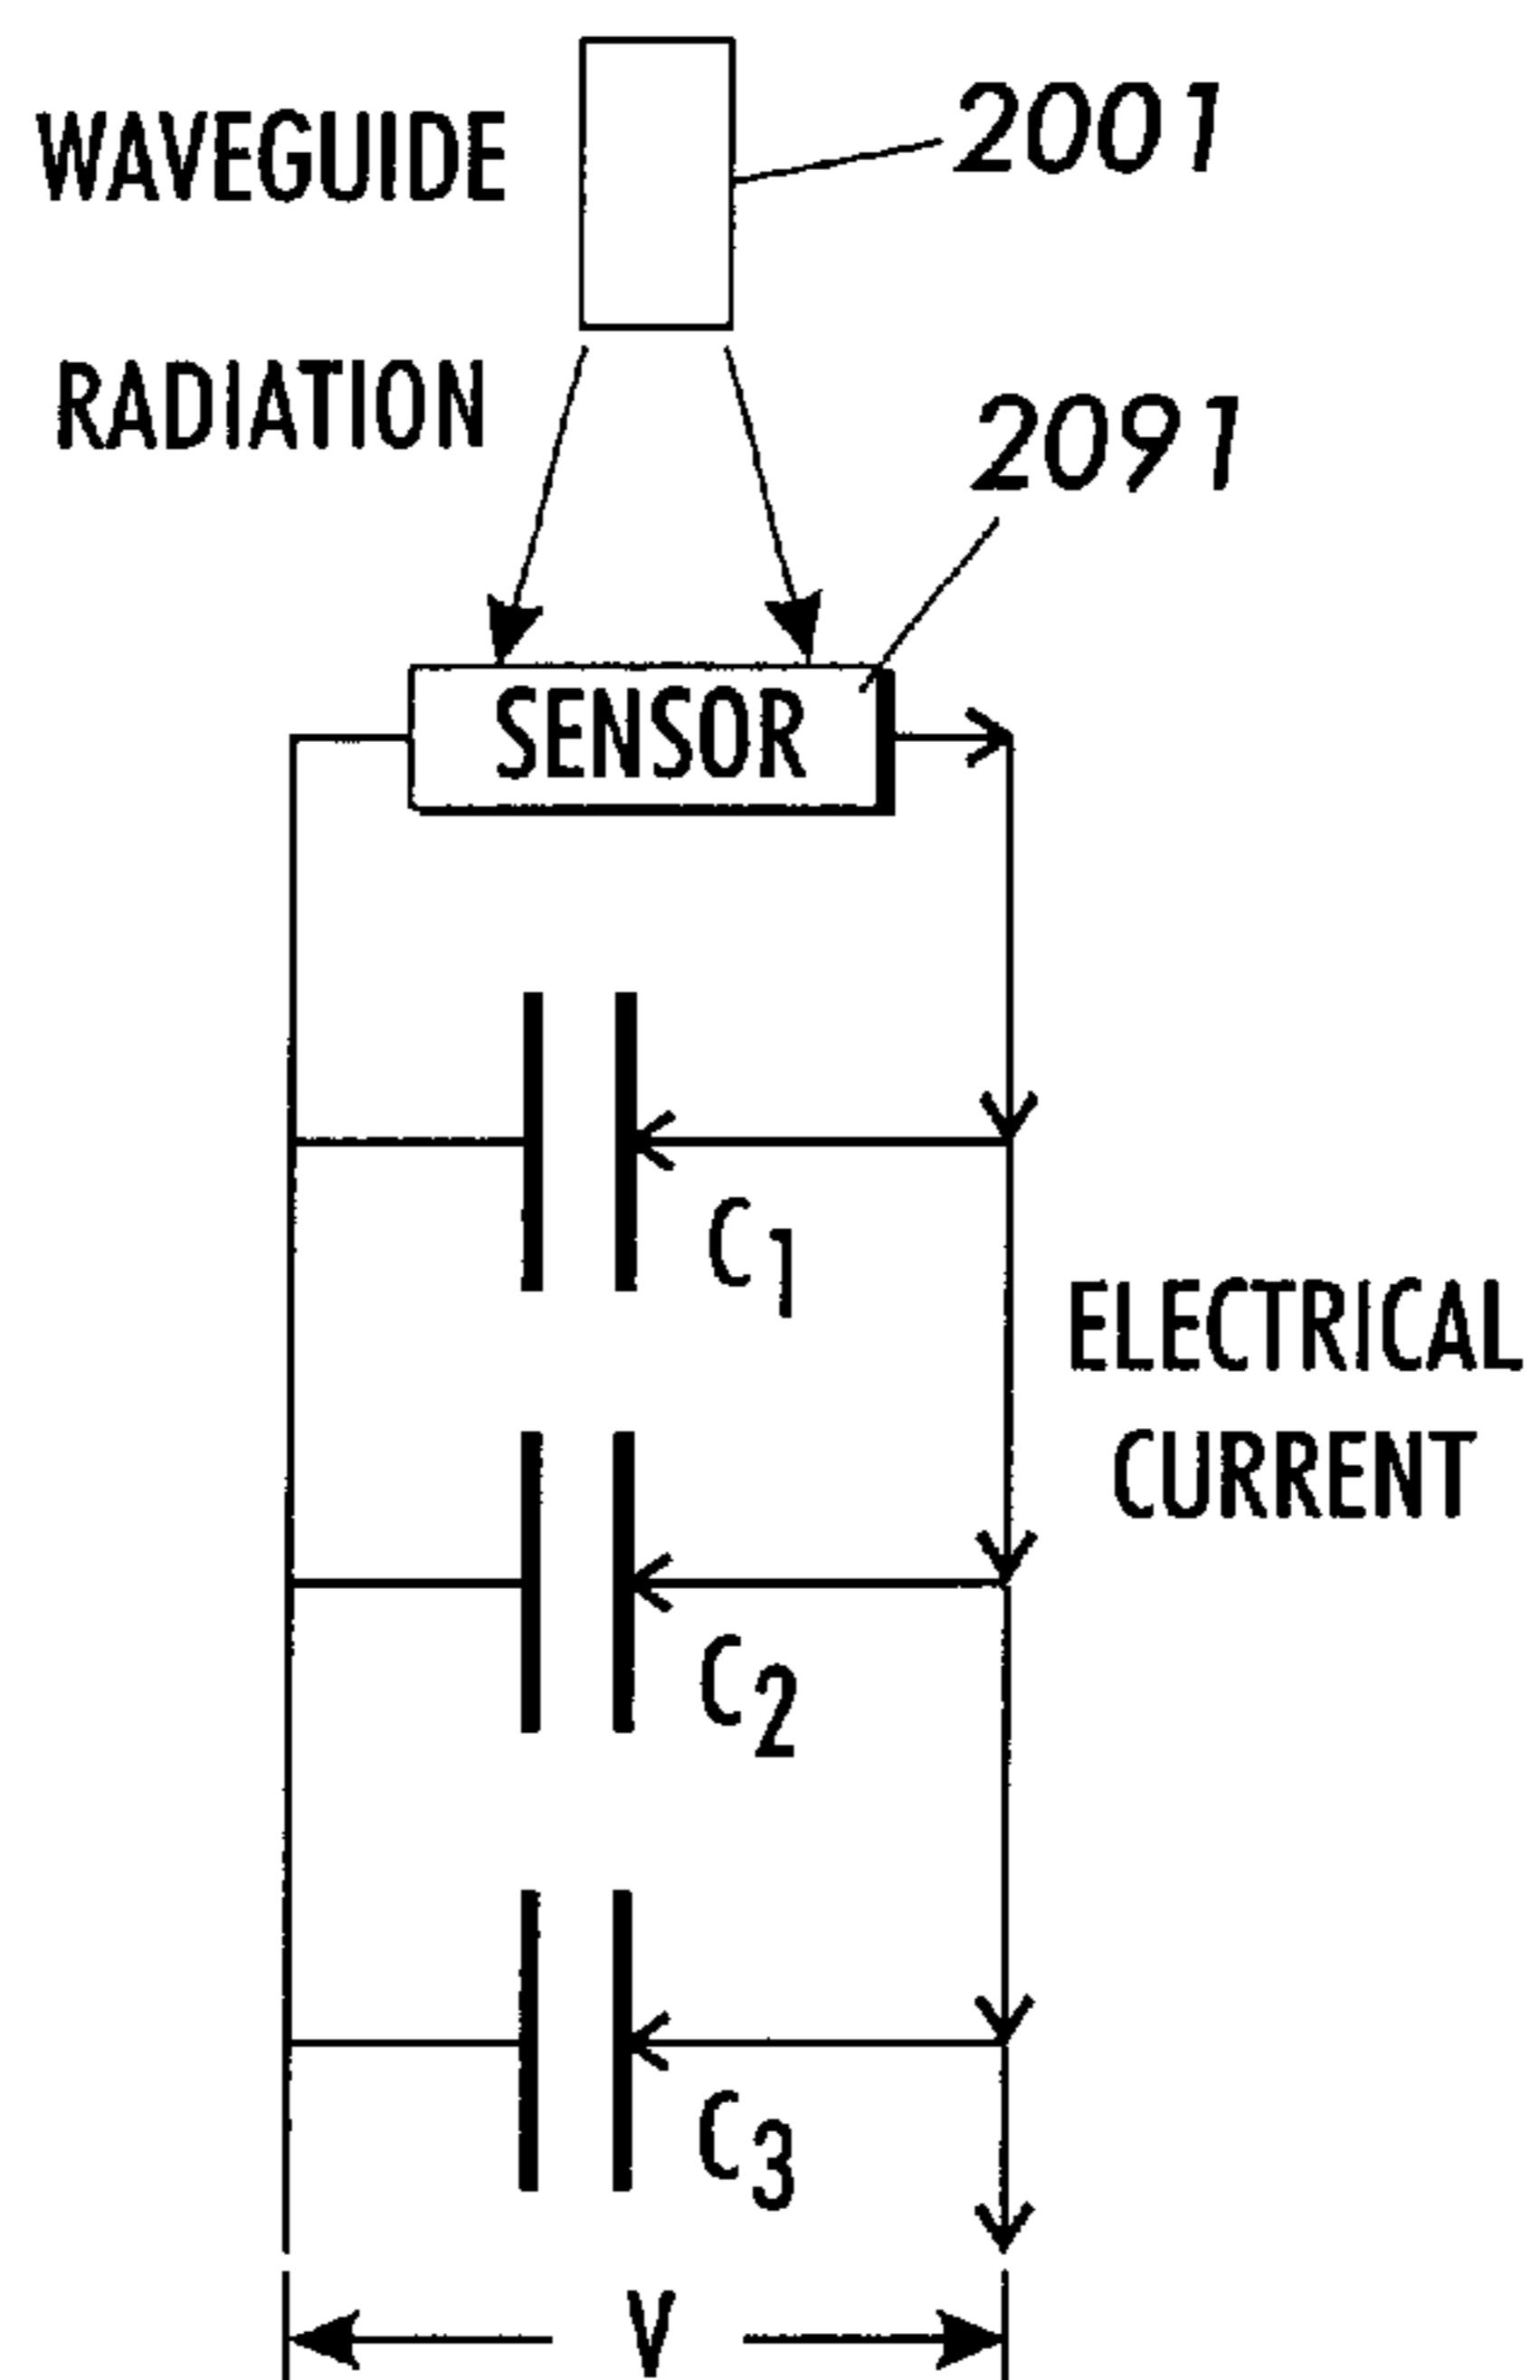 WAVEGUIDE
2001
RADIATION
2091
SENSOR
C1
ELECTRICAL
CURRENT
C2
C3
V